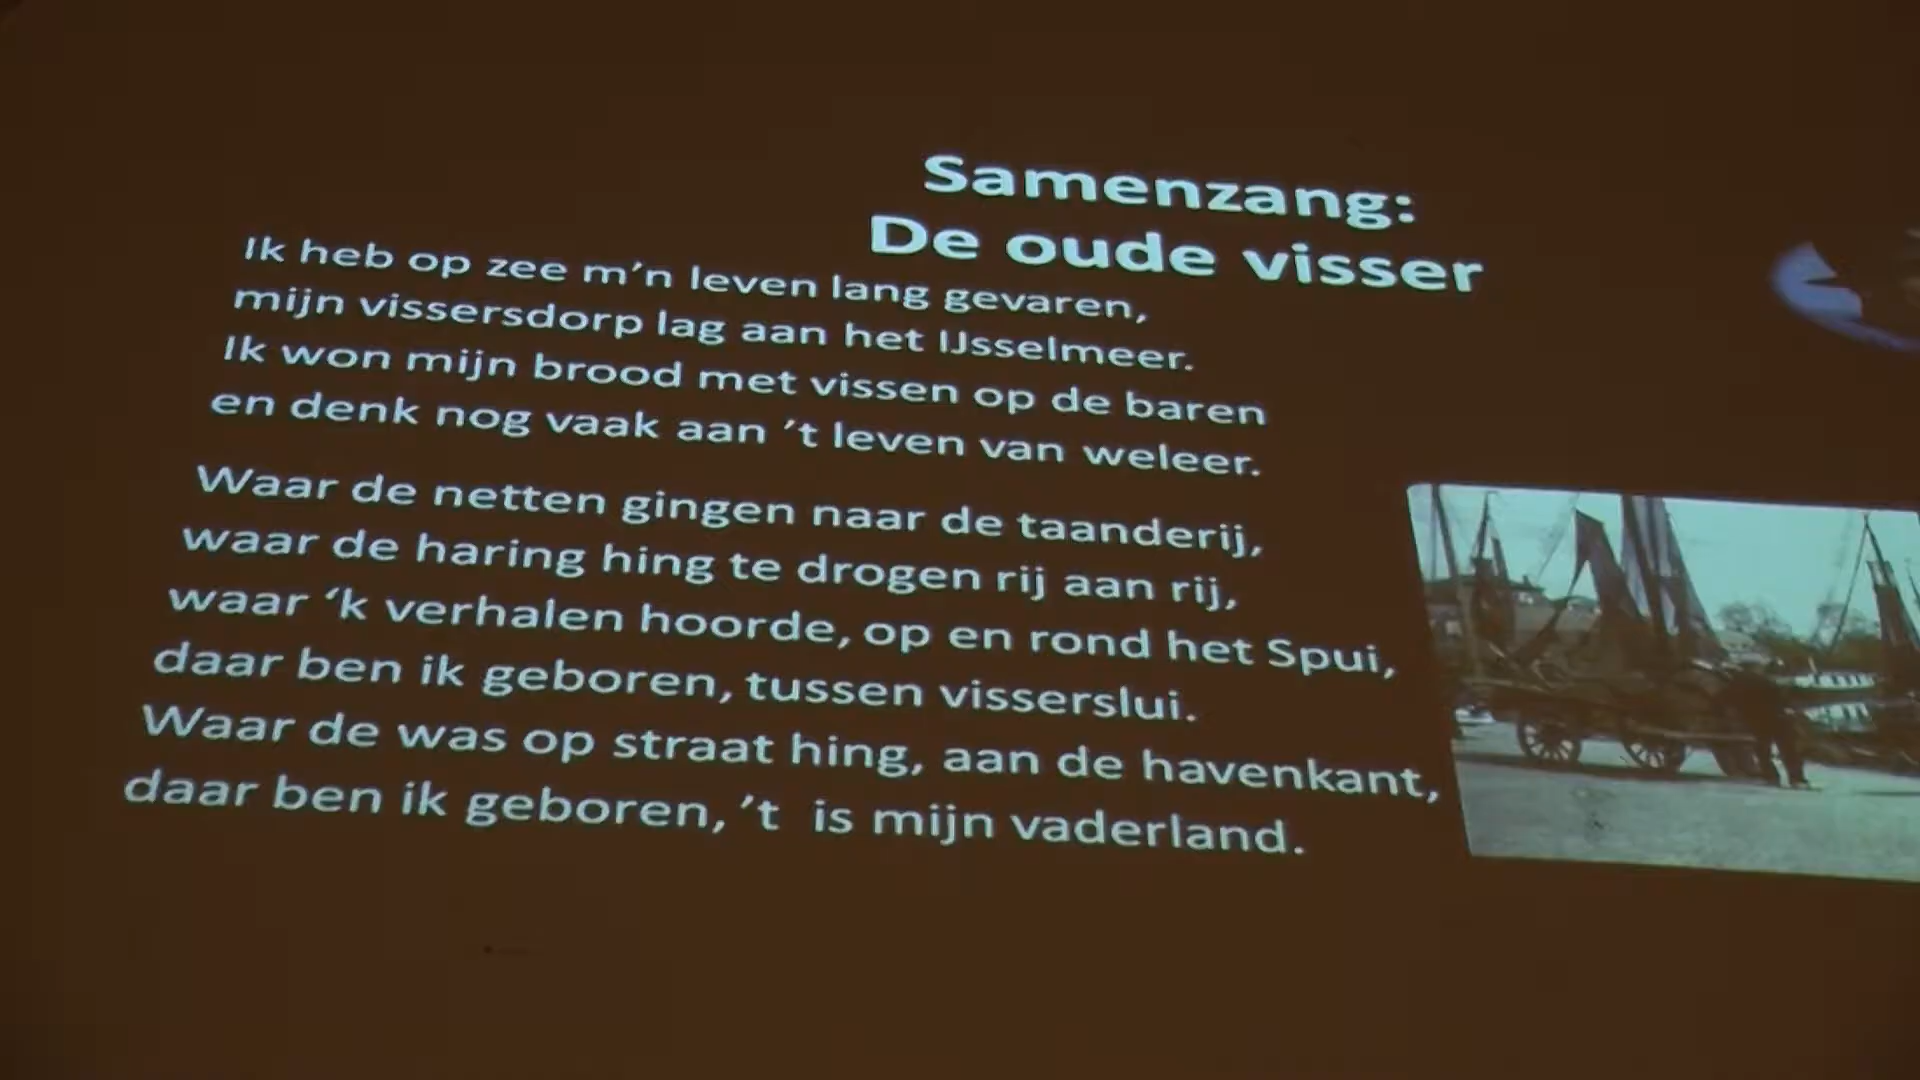 Samenzang:
De oude visser
Ik heb op zee m’n leven lang gevaren,
mijn vissersdorp lag aan het IJsselmeer.
Ik won mijn brood met vissen op de baren
en denk nog vaak aan ’t leven van weleer.
Waar de netten gingen naar de taanderij,
waar de haring hing te drogen rij aan rij,
waar ‘k verhalen hoorde, op en rond het Spui,
daar ben ik geboren, tussen visserslui.
Waar de was op straat hing, aan de havenkant,
daar ben ik geboren, ’t is mijn vaderland.